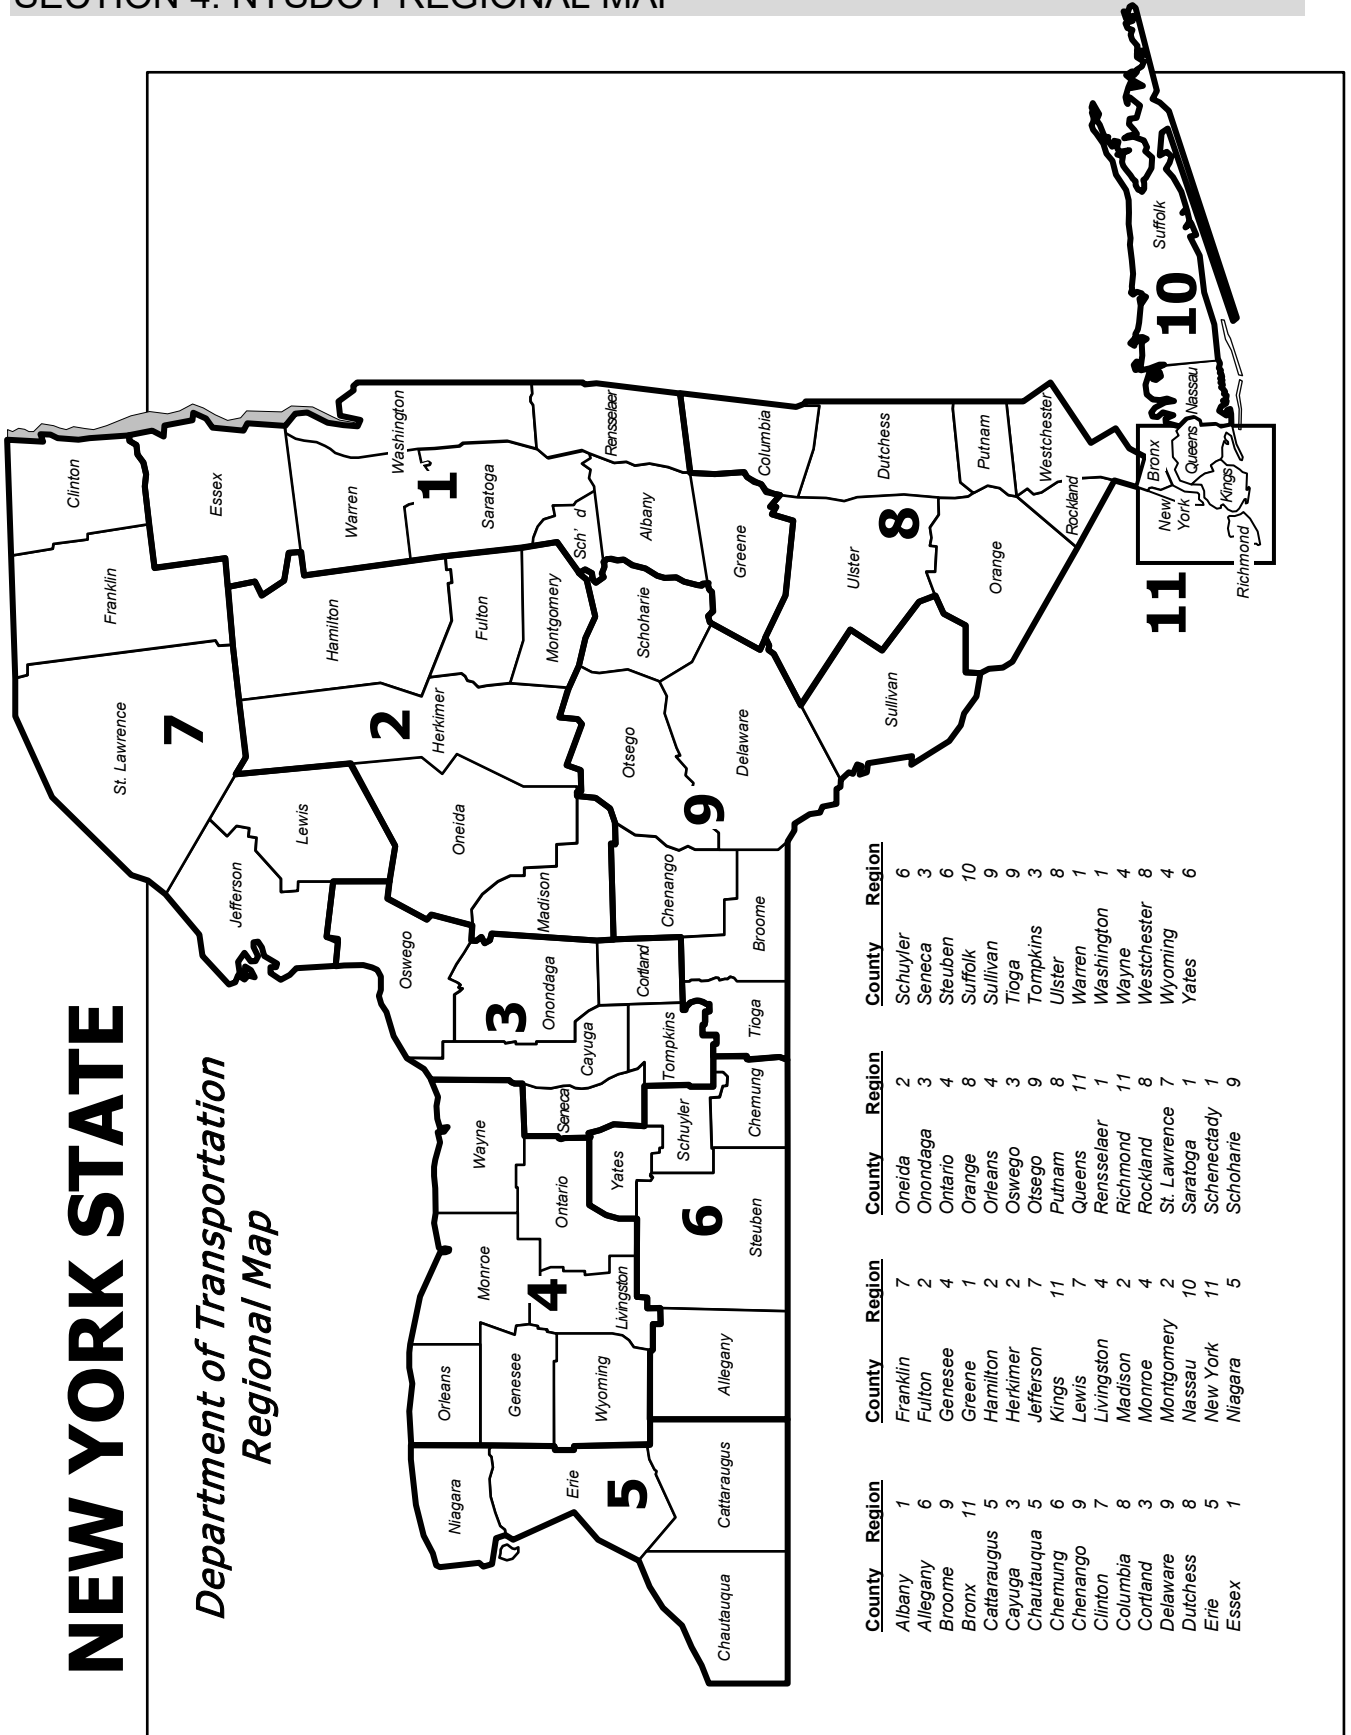 SECTION 4: NYSDOT REGIONAL MAP
NEW YORK STATE
Department of Transportation
Regional Map
Clinton
Franklin
St. Lawrence
7
Essex
Jefferson
Lewis
Hamilton
Warren
Washington
1
Saratoga
2
Herkimer
Fulton
Montgomery
Oneida
Madison
Oswego
3
Onondaga
Cayuga
Cortland
Tompkins
Seneca
Wayne
Ontario
Yates
Monroe
4
Livingston
Orleans
Genesee
Wyoming
Niagara
Erie
5
Chautauqua
Cattaraugus
Allegany
6
Steuben
Schuyler
Chemung
Tioga
Broome
Chenango
9
Otsego
Delaware
Schoharie
Sullivan
Sch' d
Albany
Rensselaer
Greene
Columbia
Ulster
8
Dutchess
Orange
Putnam
Rockland
Westchester
11
New
York
Bronx
Queens
Kings
Richmond
Nassau
10
Suffolk
County Region
Albany 1
Allegany 6
Broome 9
Bronx 11
Cattaraugus 5
Cayuga 3
Chautauqua 5
Chemung 6
Chenango 9
Clinton 7
Columbia 8
Cortland 3
Delaware 9
Dutchess 8
Erie 5
Essex 1
County Region
Franklin 7
Fulton 2
Genesee 4
Greene 1
Hamilton 2
Herkimer 2
Jefferson 7
Kings 11
Lewis 7
Livingston 4
Madison 2
Monroe 4
Montgomery 2
Nassau 10
New York 11
Niagara 5
County Region
Oneida 2
Onondaga 3
Ontario 4
Orange 8
Orleans 4
Oswego 3
Otsego 9
Putnam 8
Queens 11
Rensselaer 1
Richmond 11
Rockland 8
St. Lawrence 7
Saratoga 1
Schenectady 1
Schoharie 9
County Region
Schuyler 6
Seneca 3
Steuben 6
Suffolk 10
Sullivan 9
Tioga 9
Tompkins 3
Ulster 8
Warren 1
Washington 1
Wayne 4
Westchester 8
Wyoming 4
Yates 6